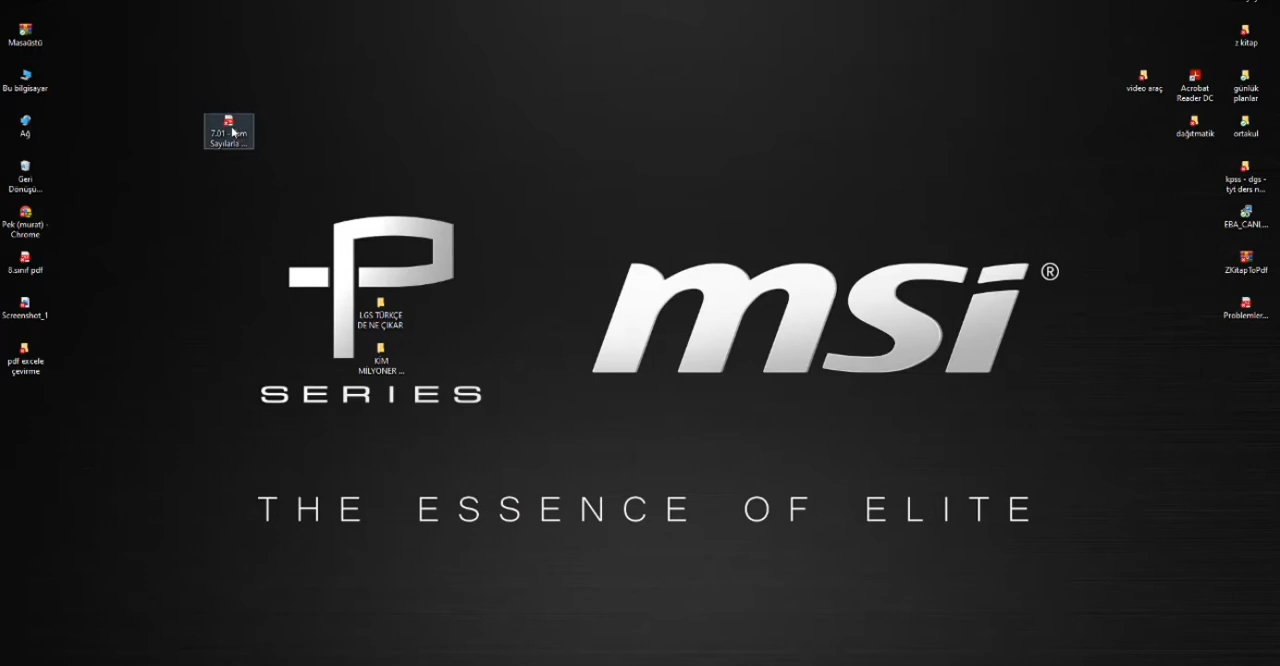 Masaüstü
Bu bilgisayar
Ağ
Geri
Dönüşü...
Pek (murat) -
Chrome
8.sınıf pdf
Screenshot_1
pdf excele
çevirme
7.01 -
Sayılarla ...
LGS TÜRKÇE
DE NE ÇIKAR
KİM
MİLYONER ...
P
SERIES
msi®
THE ESSENCE OF ELITE
video araç
Acrobat
Reader DC
dağıtmatik
z kitap
günlük
planlar
ortakul
kpss - dgs -
tyt ders n...
EBA_CANL...
ZKitapToPdf
Problemler...